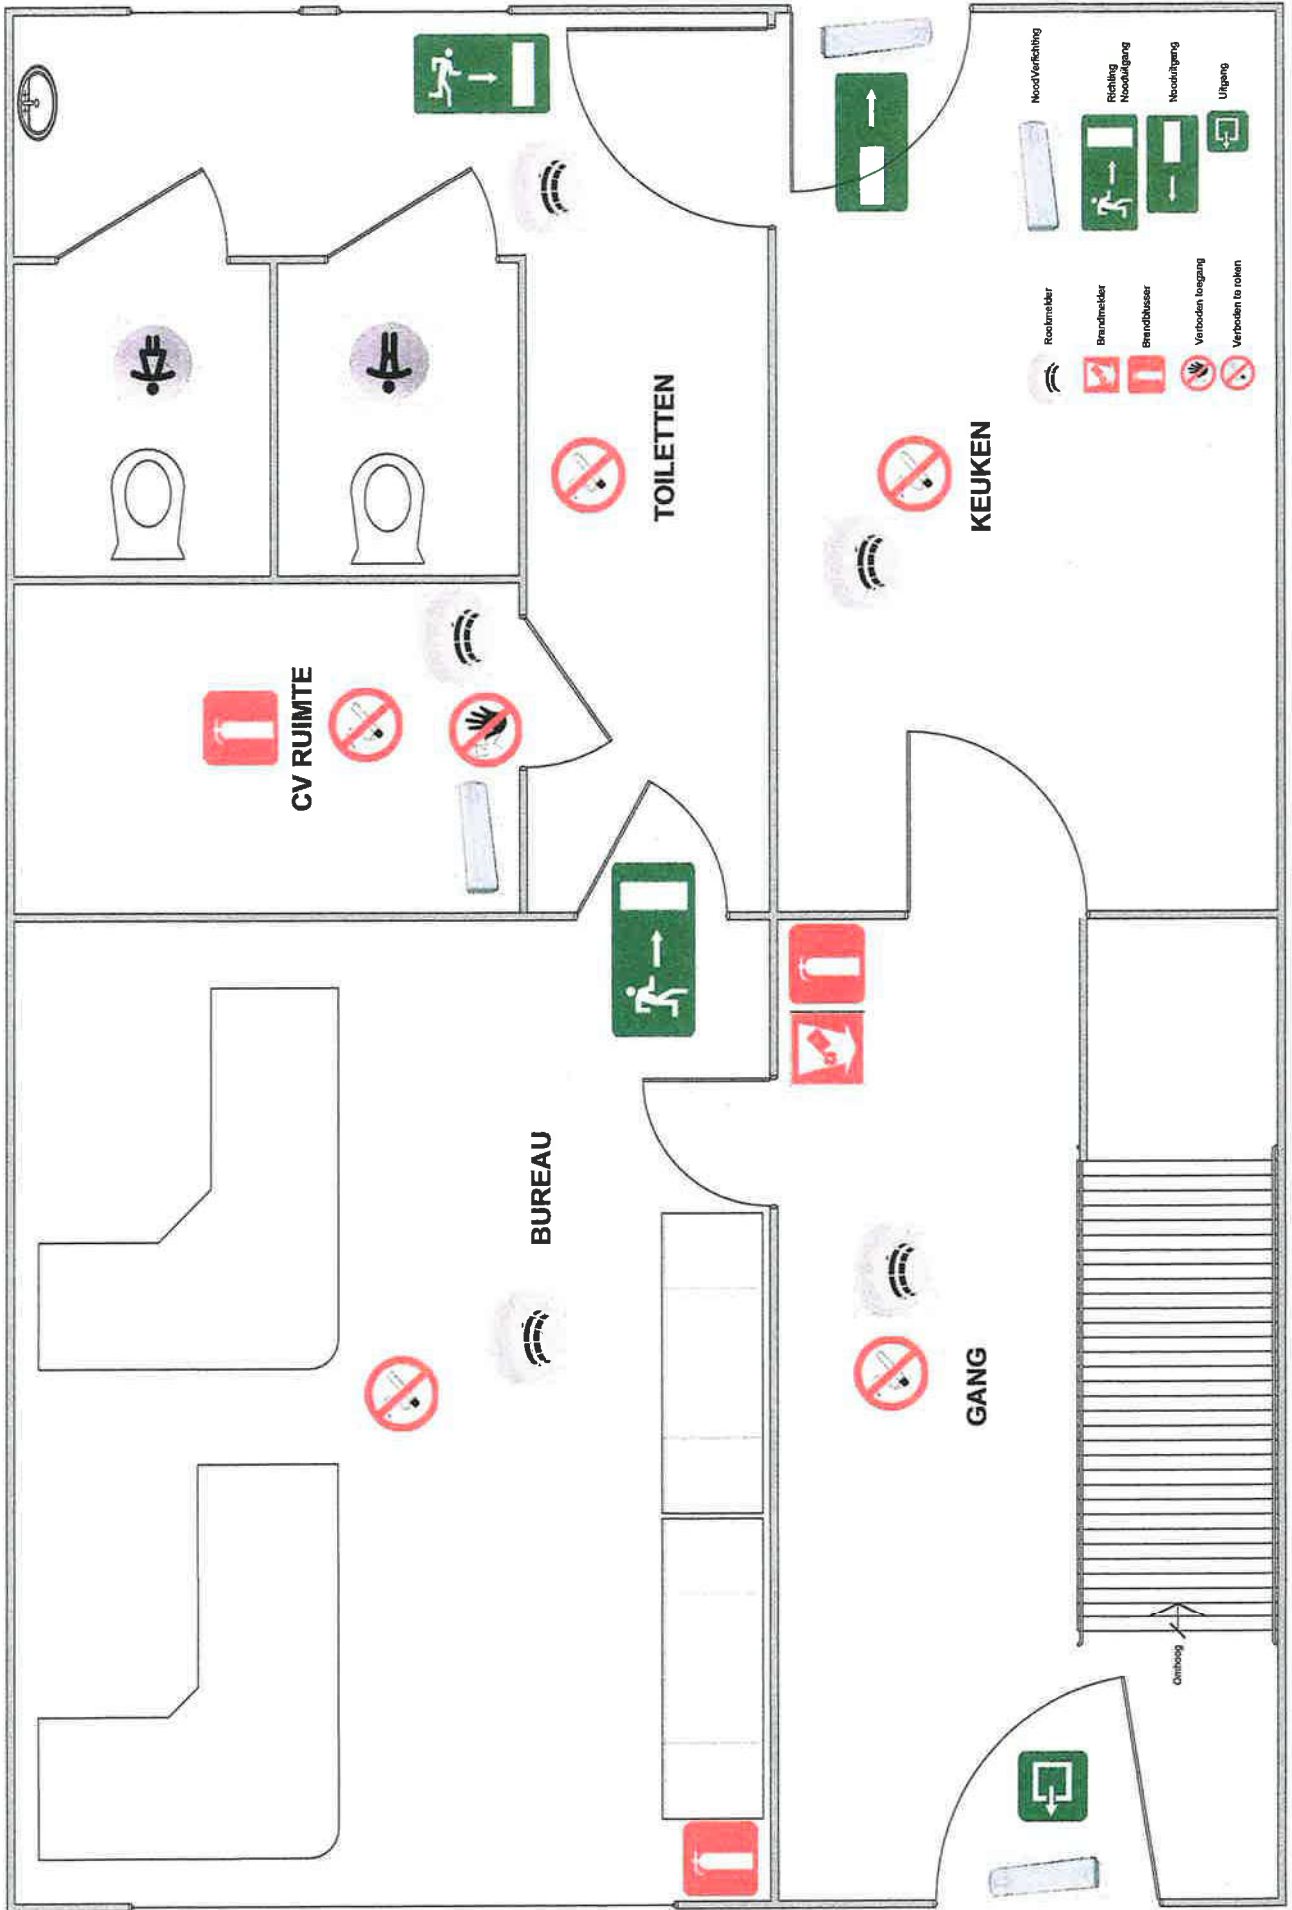 CV RUIMTE
BUREAU
TOILETTEN
GANG
KEUKEN
Rookmelder
Brandmelder
Brandblusser
Verboden toegang
Verboden te roken
NoodVerlichting
Richting
Nooduitgang
Nooduitgang
Uitgang
Omhoog